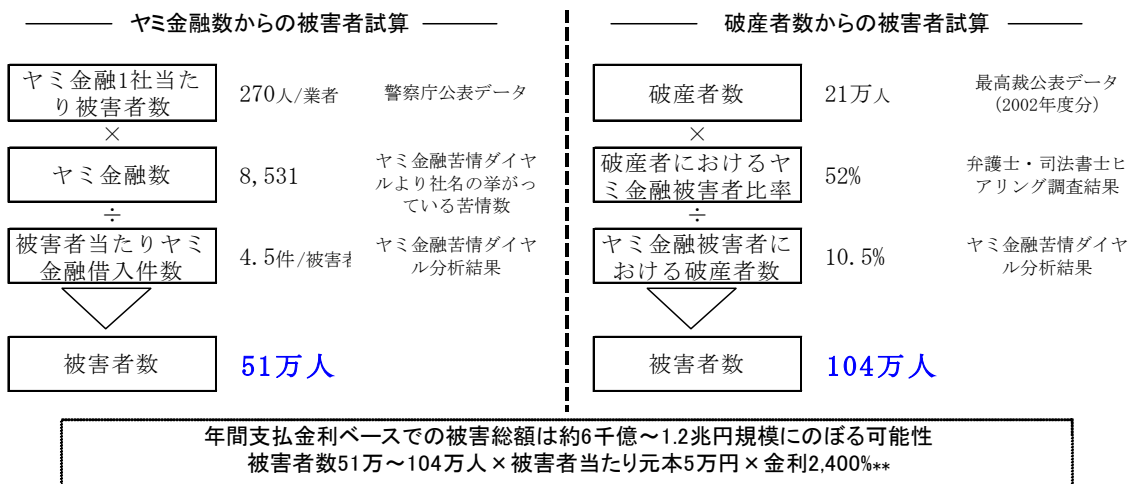 ヤミ金融数からの被害者試算
ヤミ金融1社当た
り被害者数
270人/業者
警察庁公表データ
×
ヤミ金融数
8,531
ヤミ金融苦情ダイヤ
ルより社名の挙がっ
ている苦情数
÷
被害者当たりヤミ
金融借入件数
4.5件/被害者
ヤミ金融苦情ダイヤ
ル分析結果
被害者数
51万人
破産者数からの被害者試算
破産者数
21万人
最高裁公表データ
(2002年度分)
×
破産者におけるヤ
ミ金融被害者比率
52%
弁護士・司法書士ヒ
アリング調査結果
÷
ヤミ金融被害者に
おける破産者数
10.5%
ヤミ金融苦情ダイヤ
ル分析結果
被害者数
104万人
年間支払金利ベースでの被害総額は約6千億～1.2兆円規模にのぼる可能性
被害者数51万～104万人×被害者当たり元本5万円×金利2,400%**